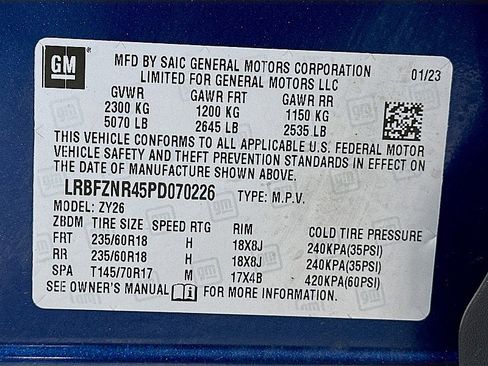 GM
MFD BY SAIC GENERAL MOTORS CORPORATION
LIMITED FOR GENERAL MOTORS LLC
01/23
GVWR GAWR FRT GAWR RR
2300 KG 1200 KG 1150 KG
5070 LB 2645 LB 2535 LB
THIS VEHICLE CONFORMS TO ALL APPLICABLE U.S. FEDERAL MOTOR
VEHICLE SAFETY AND THEFT PREVENTION STANDARDS IN EFFECT ON
THE DATE OF MANUFACTURE SHOWN ABOVE.
LRBFZNR45PD070226 TYPE: M.P.V.
MODEL: ZY26
ZBDM TIRE SIZE SPEED RTG RIM COLD TIRE PRESSURE
FRT 235/60R18 H 18X8J 240KPA(35PSI)
RR 235/60R18 H 18X8J 240KPA(35PSI)
SPA T145/70R17 M 17X4B 420KPA(60PSI)
SEE OWNER'S MANUAL FOR MORE INFORMATION.